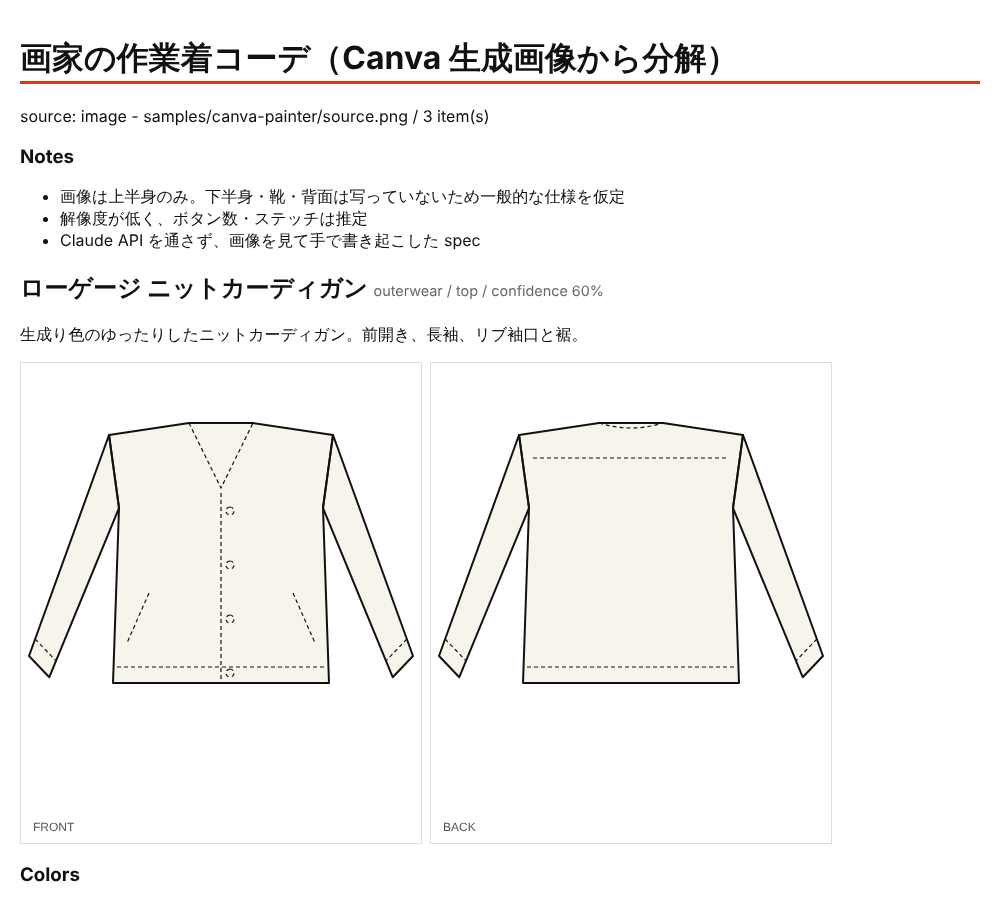 画家の作業着コーデ（Canva 生成画像から分解）
source: image - samples/canva-painter/source.png / 3 item(s)
Notes
画像は上半身のみ。下半身・靴・背面は写っていないため一般的な仕様を仮定
解像度が低く、ボタン数・ステッチは推定
Claude API を通さず、画像を見て手で書き起こした spec
ローゲージ ニットカーディガン outerwear / top / confidence 60%
生成り色のゆったりしたニットカーディガン。前開き、長袖、リブ袖口と裾。
FRONT
BACK
Colors